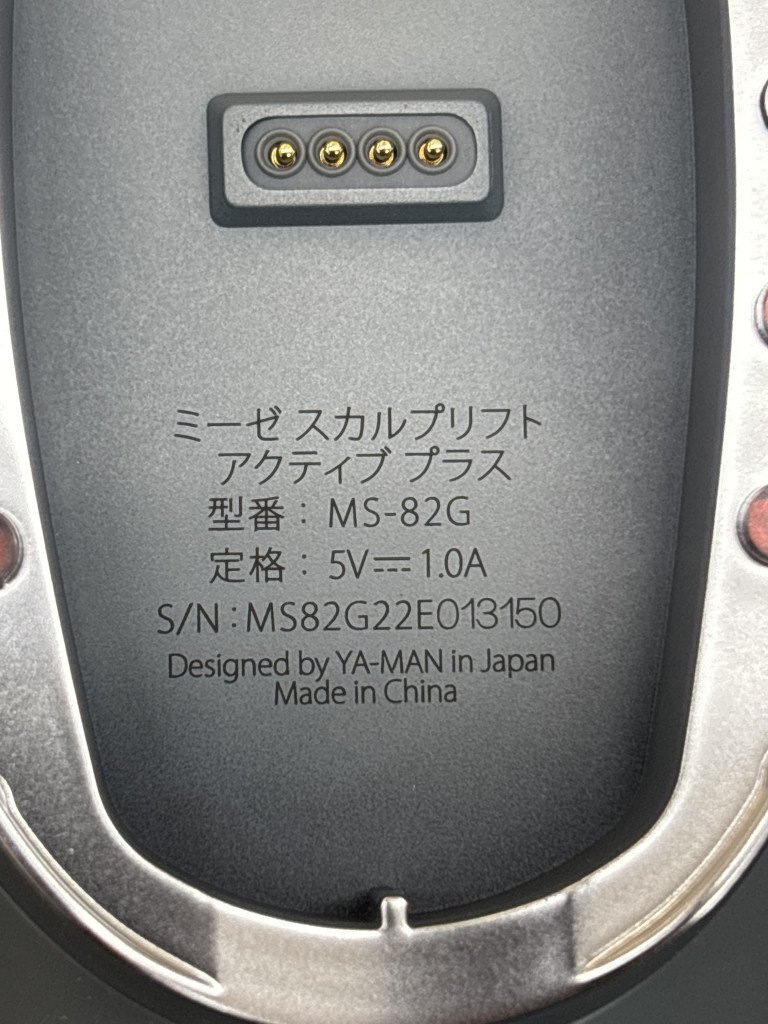 ミーゼ スカルプリフト
アクティブ プラス
型番： MS-82G
定格： 5V⎓1.0A
S/N：MS82G22E013150
Designed by YA-MAN in Japan
Made in China